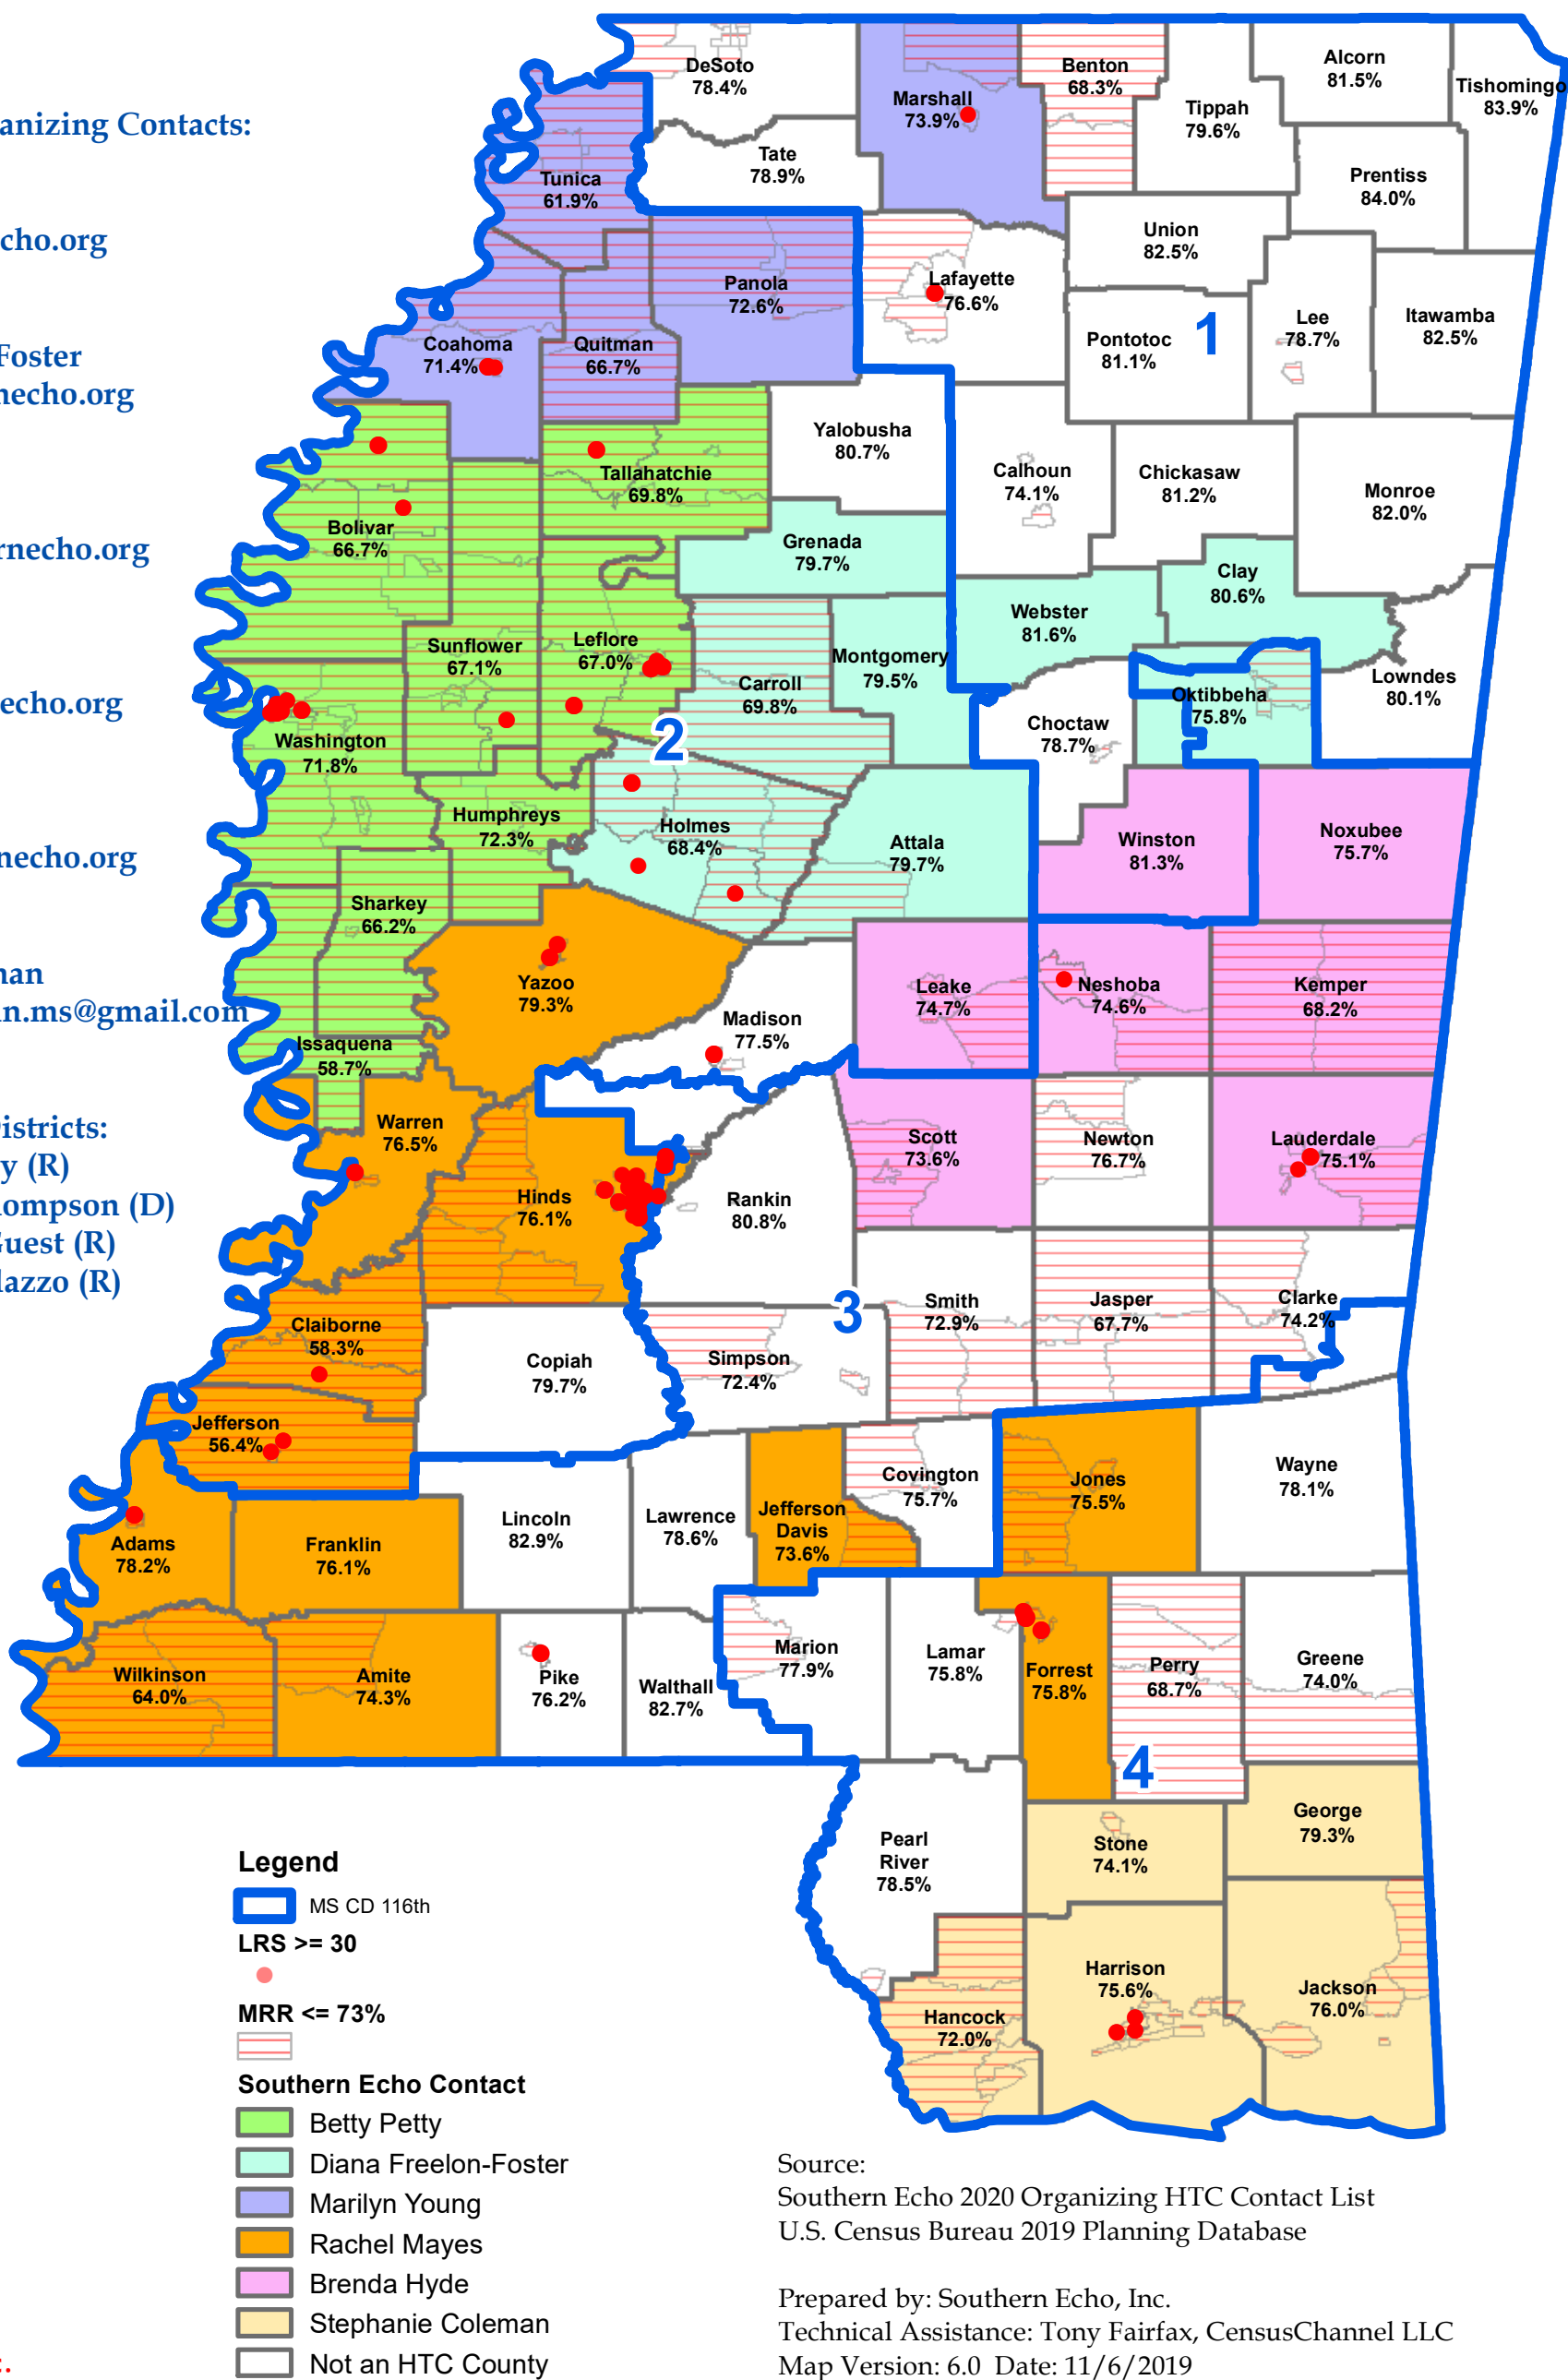 anizing Contacts:
cho.org
Foster
necho.org
rnecho.org
echo.org
necho.org
nan
in.ms@gmail.com
istricts:
y (R)
ompson (D)
Guest (R)
lazzo (R)
DeSoto
78.4%
Marshall
73.9%
Benton
68.3%
Tippah
79.6%
Alcorn
81.5%
Tishomingo
83.9%
Tate
78.9%
Tunica
61.9%
Prentiss
84.0%
Union
82.5%
Panola
72.6%
Lafayette
76.6%
Coahoma
71.4%
Quitman
66.7%
Pontotoc
81.1%
1
Lee
78.7%
Itawamba
82.5%
Yalobusha
80.7%
Calhoun
74.1%
Chickasaw
81.2%
Monroe
82.0%
Tallahatchie
69.8%
Bolivar
66.7%
Grenada
79.7%
Clay
80.6%
Webster
81.6%
Sunflower
67.1%
Leflore
67.0%
Montgomery
79.5%
Carroll
69.8%
Oktibbeha
75.8%
Lowndes
80.1%
Choctaw
78.7%
2
Washington
71.8%
Humphreys
72.3%
Holmes
68.4%
Attala
79.7%
Winston
81.3%
Noxubee
75.7%
Sharkey
66.2%
Yazoo
79.3%
Leake
74.7%
Neshoba
74.6%
Kemper
68.2%
Madison
77.5%
Issaquena
58.7%
Warren
76.5%
Scott
73.6%
Newton
76.7%
Lauderdale
75.1%
Hinds
76.1%
Rankin
80.8%
3
Smith
72.9%
Jasper
67.7%
Clarke
74.2%
Claiborne
58.3%
Copiah
79.7%
Simpson
72.4%
Jefferson
56.4%
Covington
75.7%
Jones
75.5%
Wayne
78.1%
Adams
78.2%
Franklin
76.1%
Lincoln
82.9%
Lawrence
78.6%
Jefferson
Davis
73.6%
Wilkinson
64.0%
Amite
74.3%
Pike
76.2%
Walthall
82.7%
Marion
77.9%
Lamar
75.8%
Forrest
75.8%
Perry
68.7%
Greene
74.0%
4
Pearl
River
78.5%
Stone
74.1%
George
79.3%
Hancock
72.0%
Harrison
75.6%
Jackson
76.0%
Legend
MS CD 116th
LRS >= 30
MRR <= 73%
Southern Echo Contact
Betty Petty
Diana Freelon-Foster
Marilyn Young
Rachel Mayes
Brenda Hyde
Stephanie Coleman
Not an HTC County
Source:
Southern Echo 2020 Organizing HTC Contact List
U.S. Census Bureau 2019 Planning Database
Prepared by: Southern Echo, Inc.
Technical Assistance: Tony Fairfax, CensusChannel LLC
Map Version: 6.0 Date: 11/6/2019